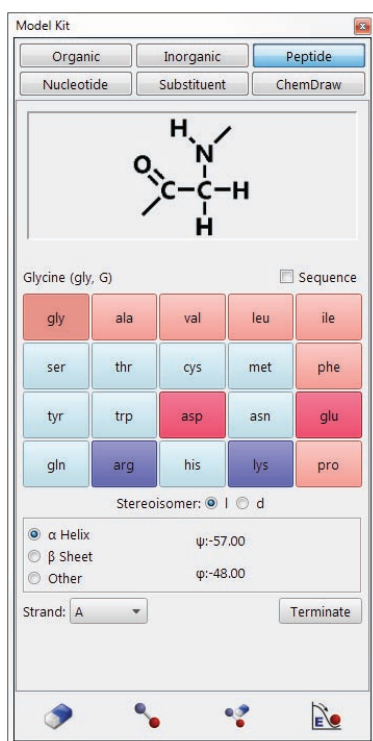 Model Kit
Organic Inorganic Peptide
Nucleotide Substituent ChemDraw
H
N
O
C–C–H
H
Glycine (gly, G) Sequence
gly ala val leu ile
ser thr cys met phe
tyr trp asp asn glu
gln arg his lys pro
Stereoisomer: l d
α Helix ψ:-57.00
β Sheet
Other φ:-48.00
Strand: A Terminate
E